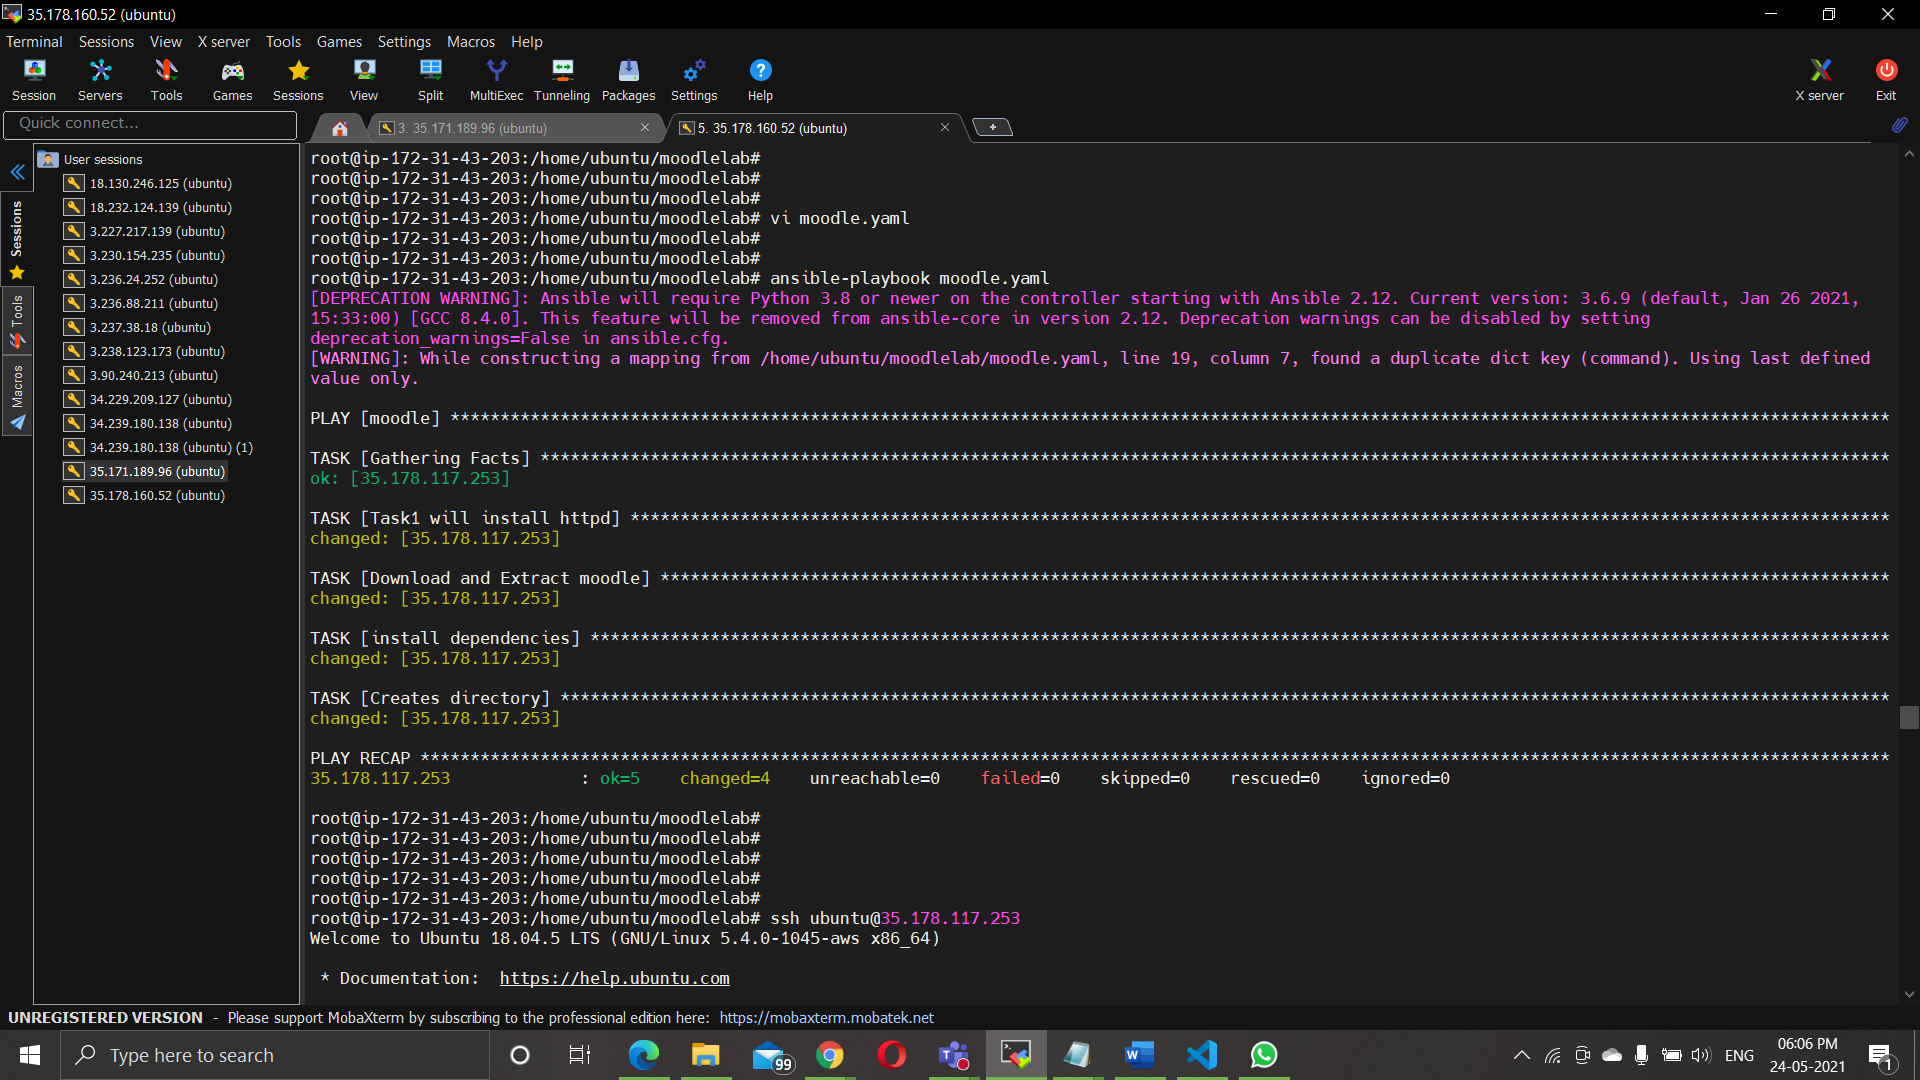 35.178.160.52 (ubuntu)
Terminal Sessions View X server Tools Games Settings Macros Help
Session Servers Tools Games Sessions View Split MultiExec Tunneling Packages Settings Help X server Exit
Quick connect...
3. 35.171.189.96 (ubuntu)
5. 35.178.160.52 (ubuntu)
Sessions
Tools
Macros
User sessions
18.130.246.125 (ubuntu)
18.232.124.139 (ubuntu)
3.227.217.139 (ubuntu)
3.230.154.235 (ubuntu)
3.236.24.252 (ubuntu)
3.236.88.211 (ubuntu)
3.237.38.18 (ubuntu)
3.238.123.173 (ubuntu)
3.90.240.213 (ubuntu)
34.229.209.127 (ubuntu)
34.239.180.138 (ubuntu)
34.239.180.138 (ubuntu) (1)
35.171.189.96 (ubuntu)
35.178.160.52 (ubuntu)
root@ip-172-31-43-203:/home/ubuntu/moodlelab#
root@ip-172-31-43-203:/home/ubuntu/moodlelab#
root@ip-172-31-43-203:/home/ubuntu/moodlelab#
root@ip-172-31-43-203:/home/ubuntu/moodlelab# vi moodle.yaml
root@ip-172-31-43-203:/home/ubuntu/moodlelab#
root@ip-172-31-43-203:/home/ubuntu/moodlelab#
root@ip-172-31-43-203:/home/ubuntu/moodlelab# ansible-playbook moodle.yaml
[DEPRECATION WARNING]: Ansible will require Python 3.8 or newer on the controller starting with Ansible 2.12. Current version: 3.6.9 (default, Jan 26 2021,
15:33:00) [GCC 8.4.0]. This feature will be removed from ansible-core in version 2.12. Deprecation warnings can be disabled by setting
deprecation_warnings=False in ansible.cfg.
[WARNING]: While constructing a mapping from /home/ubuntu/moodlelab/moodle.yaml, line 19, column 7, found a duplicate dict key (command). Using last defined
value only.
PLAY [moodle] ************************************************************************************************************************************************
TASK [Gathering Facts] ***************************************************************************************************************************************
ok: [35.178.117.253]
TASK [Task1 will install httpd] ******************************************************************************************************************************
changed: [35.178.117.253]
TASK [Download and Extract moodle] ***************************************************************************************************************************
changed: [35.178.117.253]
TASK [install dependencies] **********************************************************************************************************************************
changed: [35.178.117.253]
TASK [Creates directory] *************************************************************************************************************************************
changed: [35.178.117.253]
PLAY RECAP ***************************************************************************************************************************************************
35.178.117.253 : ok=5 changed=4 unreachable=0 failed=0 skipped=0 rescued=0 ignored=0
root@ip-172-31-43-203:/home/ubuntu/moodlelab#
root@ip-172-31-43-203:/home/ubuntu/moodlelab#
root@ip-172-31-43-203:/home/ubuntu/moodlelab#
root@ip-172-31-43-203:/home/ubuntu/moodlelab#
root@ip-172-31-43-203:/home/ubuntu/moodlelab#
root@ip-172-31-43-203:/home/ubuntu/moodlelab# ssh ubuntu@35.178.117.253
Welcome to Ubuntu 18.04.5 LTS (GNU/Linux 5.4.0-1045-aws x86_64)
* Documentation: https://help.ubuntu.com
UNREGISTERED VERSION - Please support MobaXterm by subscribing to the professional edition here: https://mobaxterm.mobatek.net
Type here to search
99
ENG
06:06 PM
24-05-2021
1